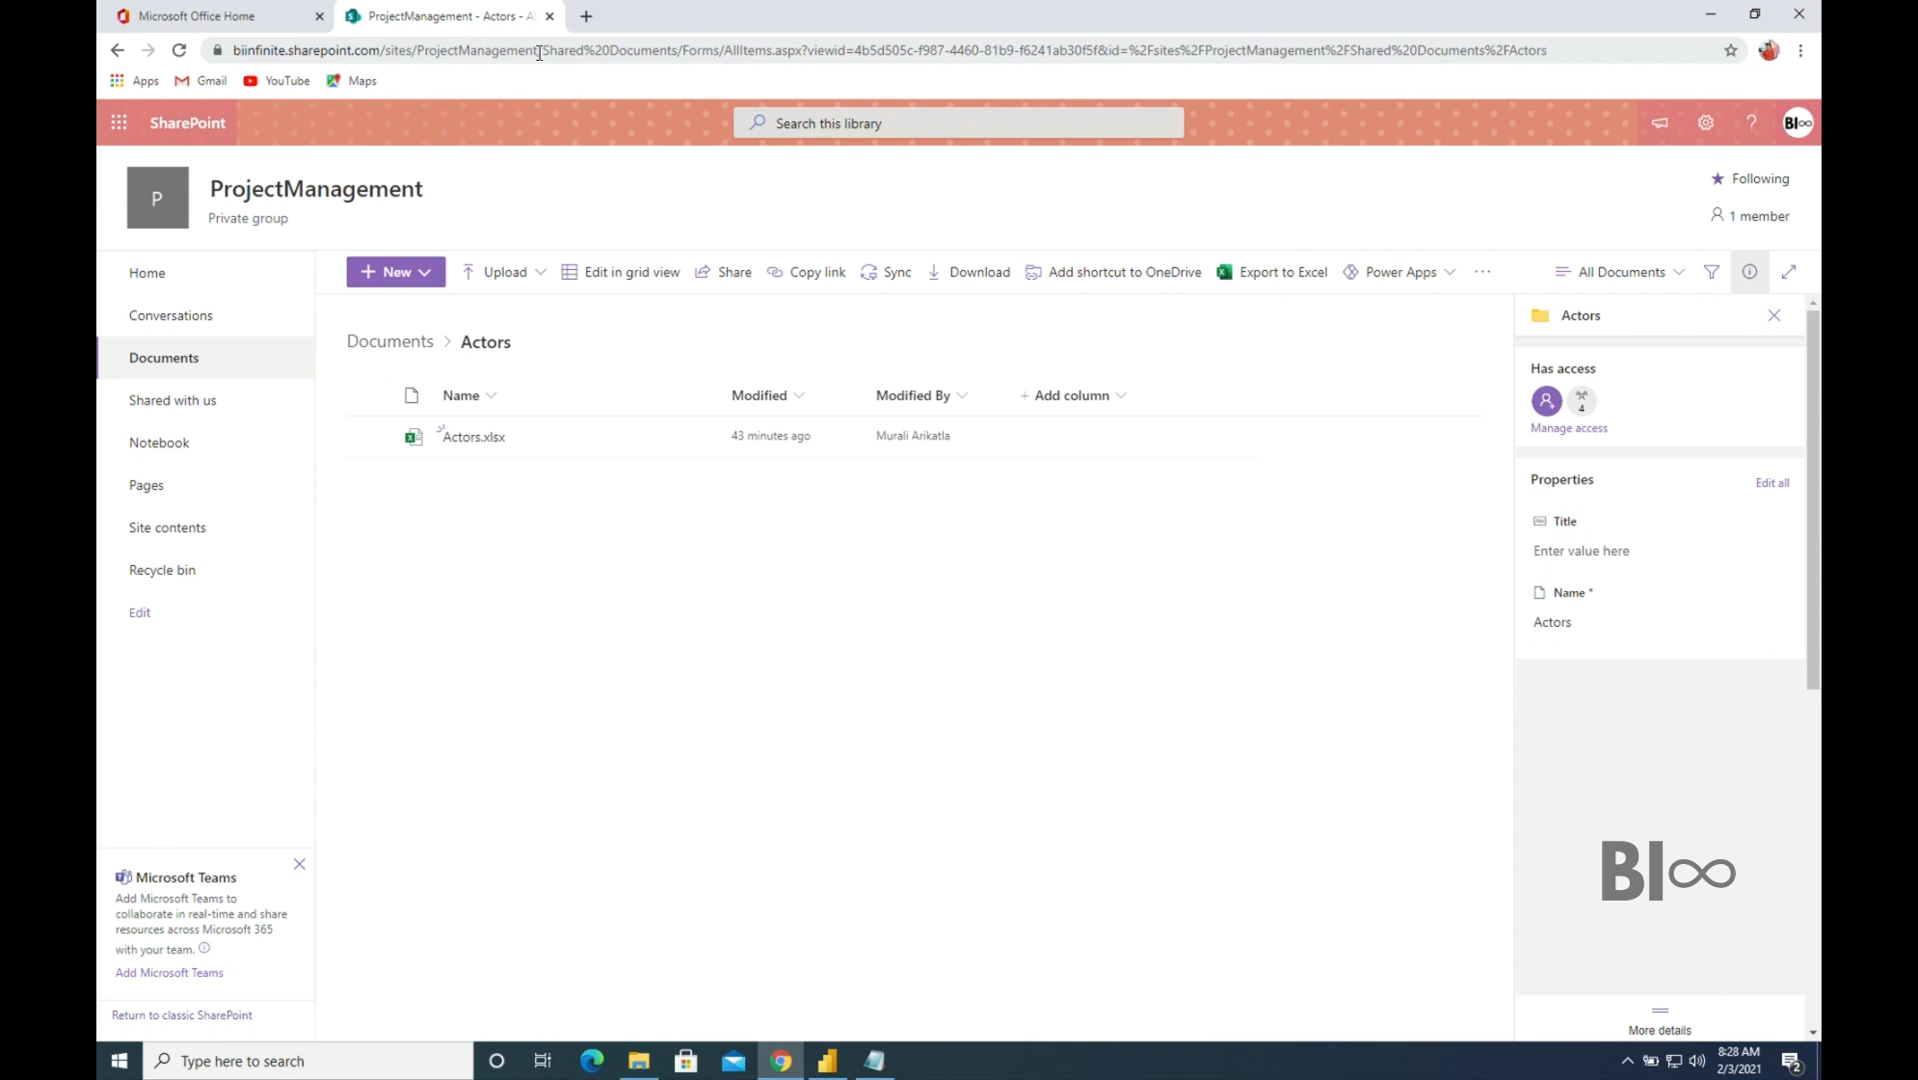 Microsoft Office Home
ProjectManagement - Actors - Al
biinfinite.sharepoint.com/sites/ProjectManagement/Shared%20Documents/Forms/AllItems.aspx?viewid=4b5d505c-f987-4460-81b9-f6241ab30f5f&id=%2Fsites%2FProjectManagement%2FShared%20Documents%2FActors
Apps Gmail YouTube Maps
SharePoint
Search this library
BI∞
P
ProjectManagement
Private group
Following
1 member
Home
Conversations
Documents
Shared with us
Notebook
Pages
Site contents
Recycle bin
Edit
New Upload Edit in grid view Share Copy link Sync Download Add shortcut to OneDrive Export to Excel Power Apps ··· All Documents
Documents > Actors
Name Modified Modified By + Add column
Actors.xlsx 43 minutes ago Murali Arikatla
Actors
Has access
4
Manage access
Properties Edit all
Title
Enter value here
Name *
Actors
BI∞
More details
Microsoft Teams
Add Microsoft Teams to
collaborate in real-time and share
resources across Microsoft 365
with your team.
Add Microsoft Teams
Return to classic SharePoint
Type here to search
8:28 AM
2/3/2021
2